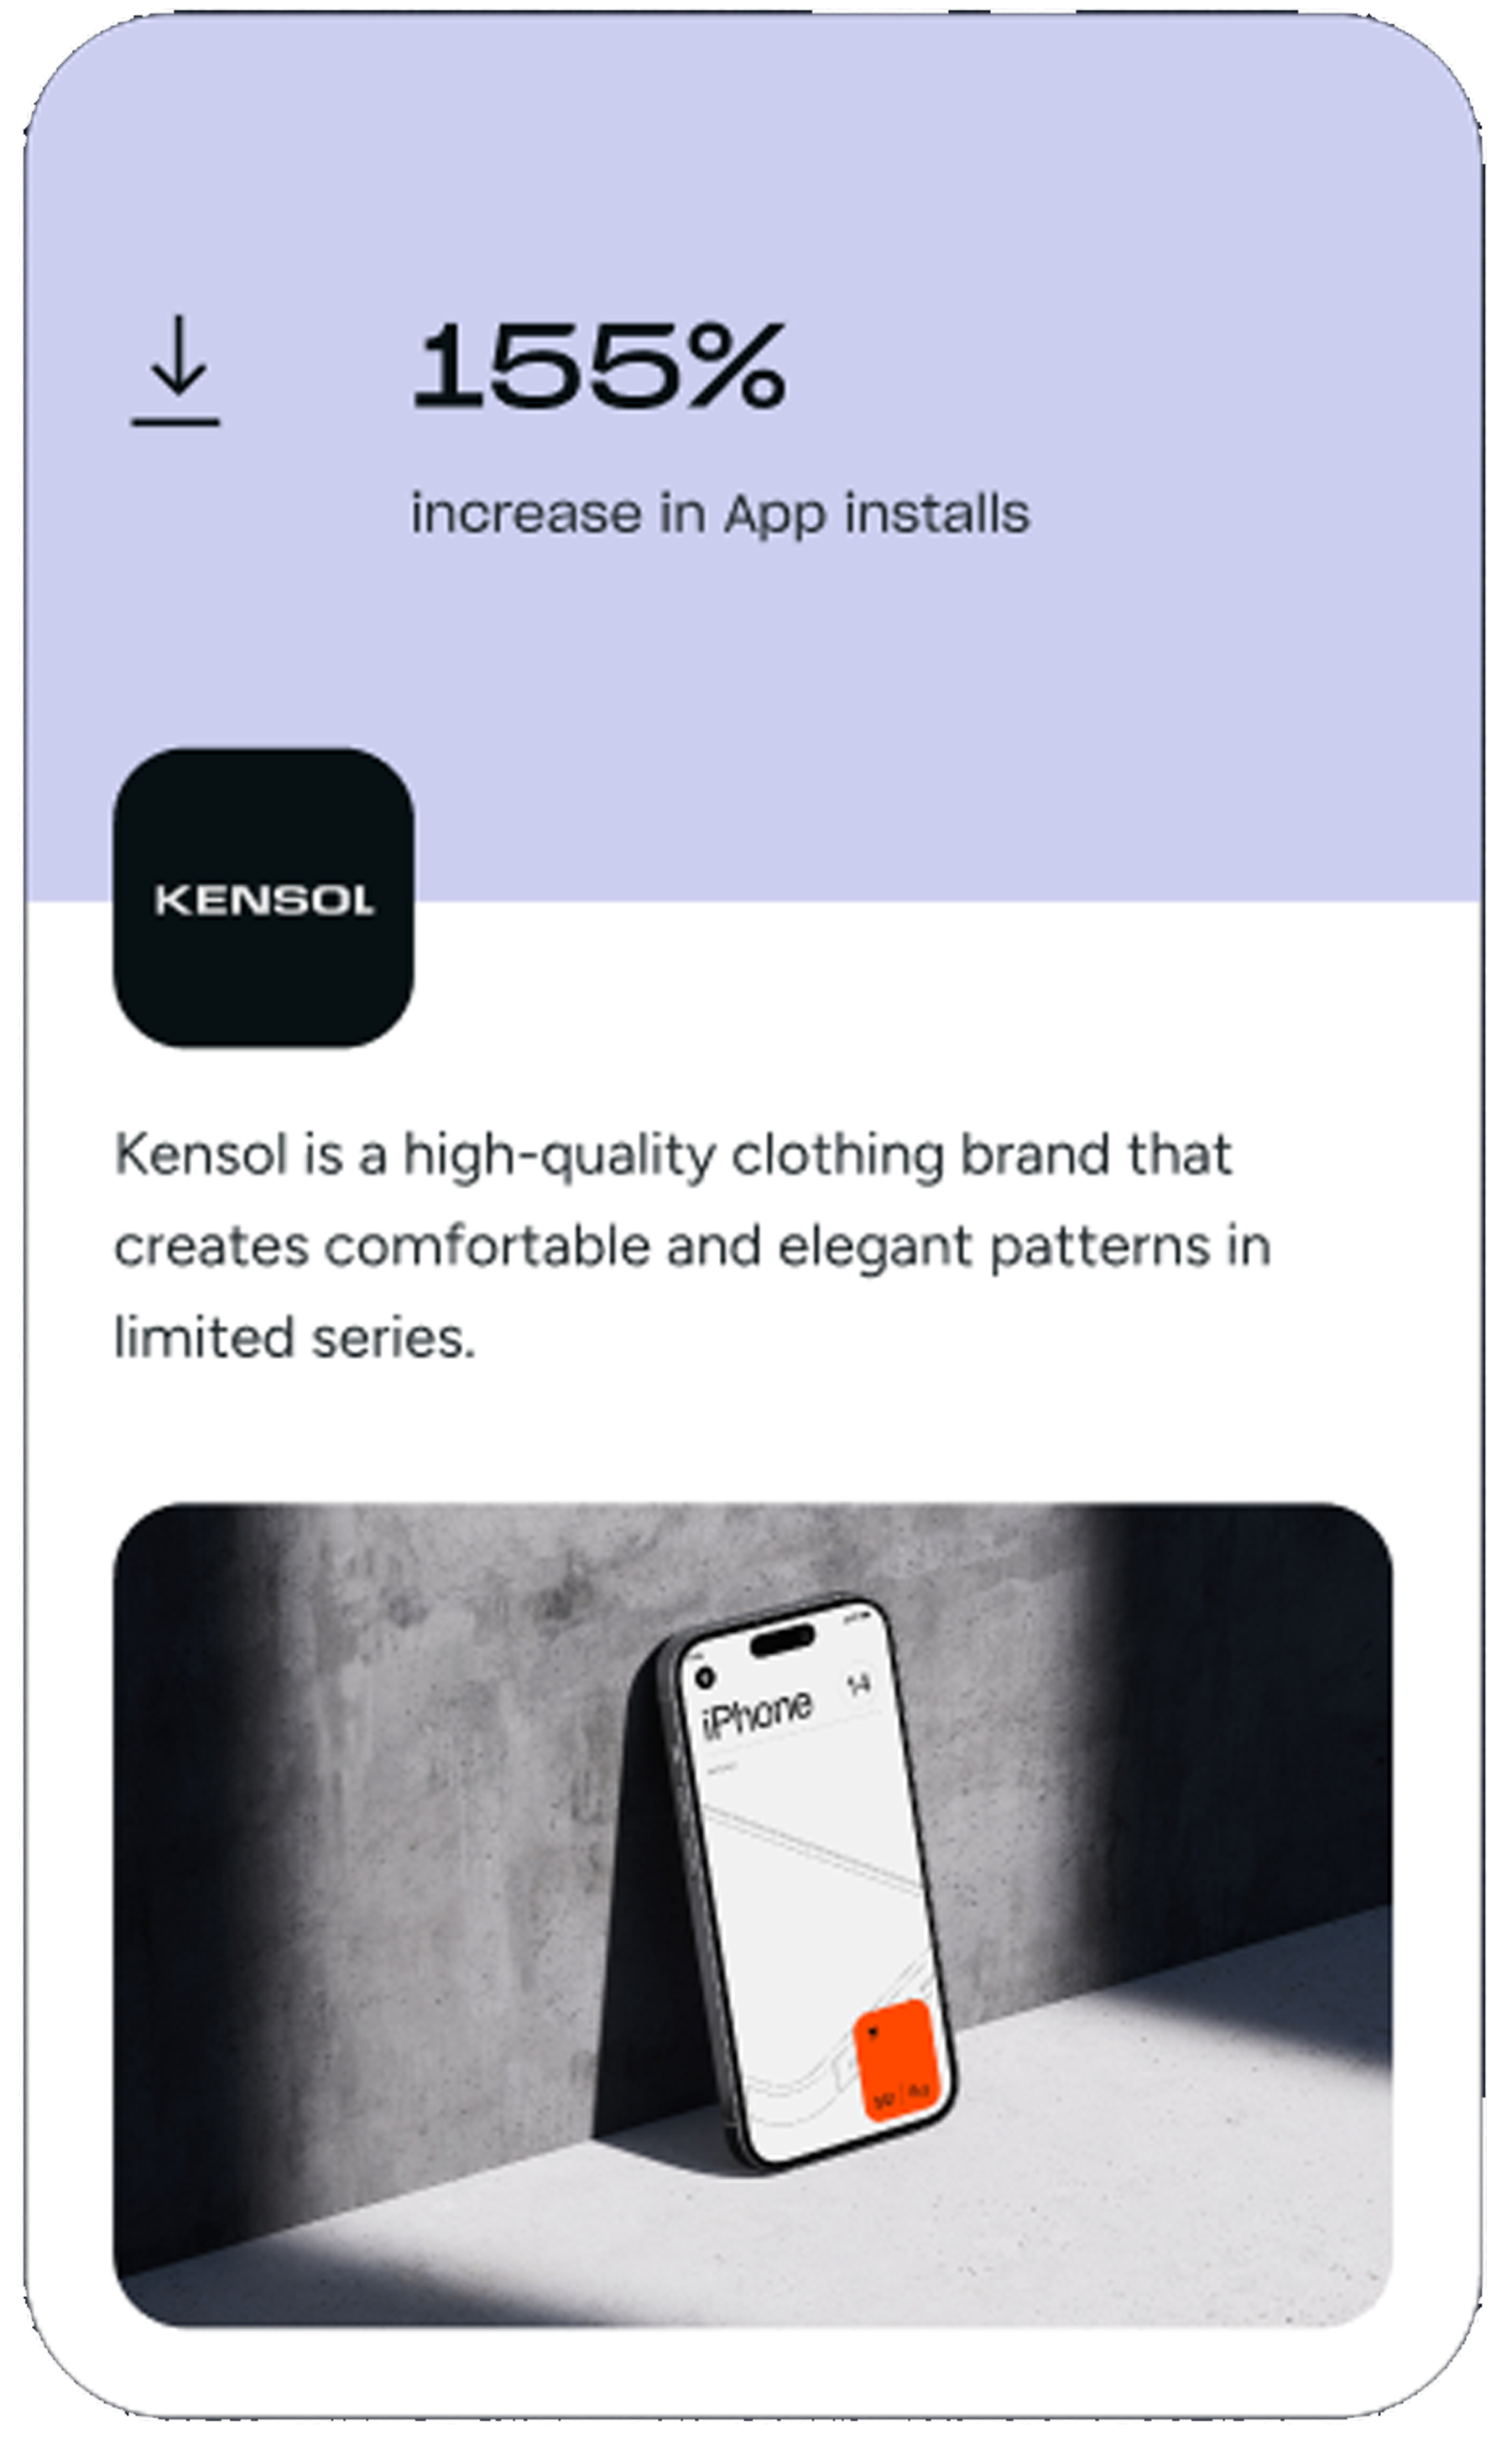 155%
increase in App installs
KENSOL
Kensol is a high-quality clothing brand that
creates comfortable and elegant patterns in
limited series.
iPhone